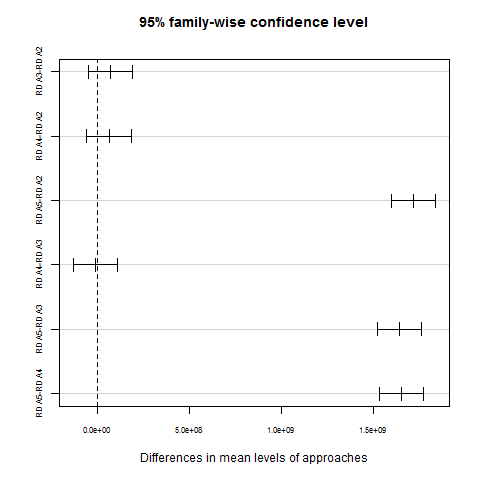 95% family-wise confidence level
RD A3-RD A2
RD A4-RD A2
RD A5-RD A2
RD A4-RD A3
RD A5-RD A3
RD A5-RD A4
0.0e+00 5.0e+08 1.0e+09 1.5e+09
Differences in mean levels of approaches